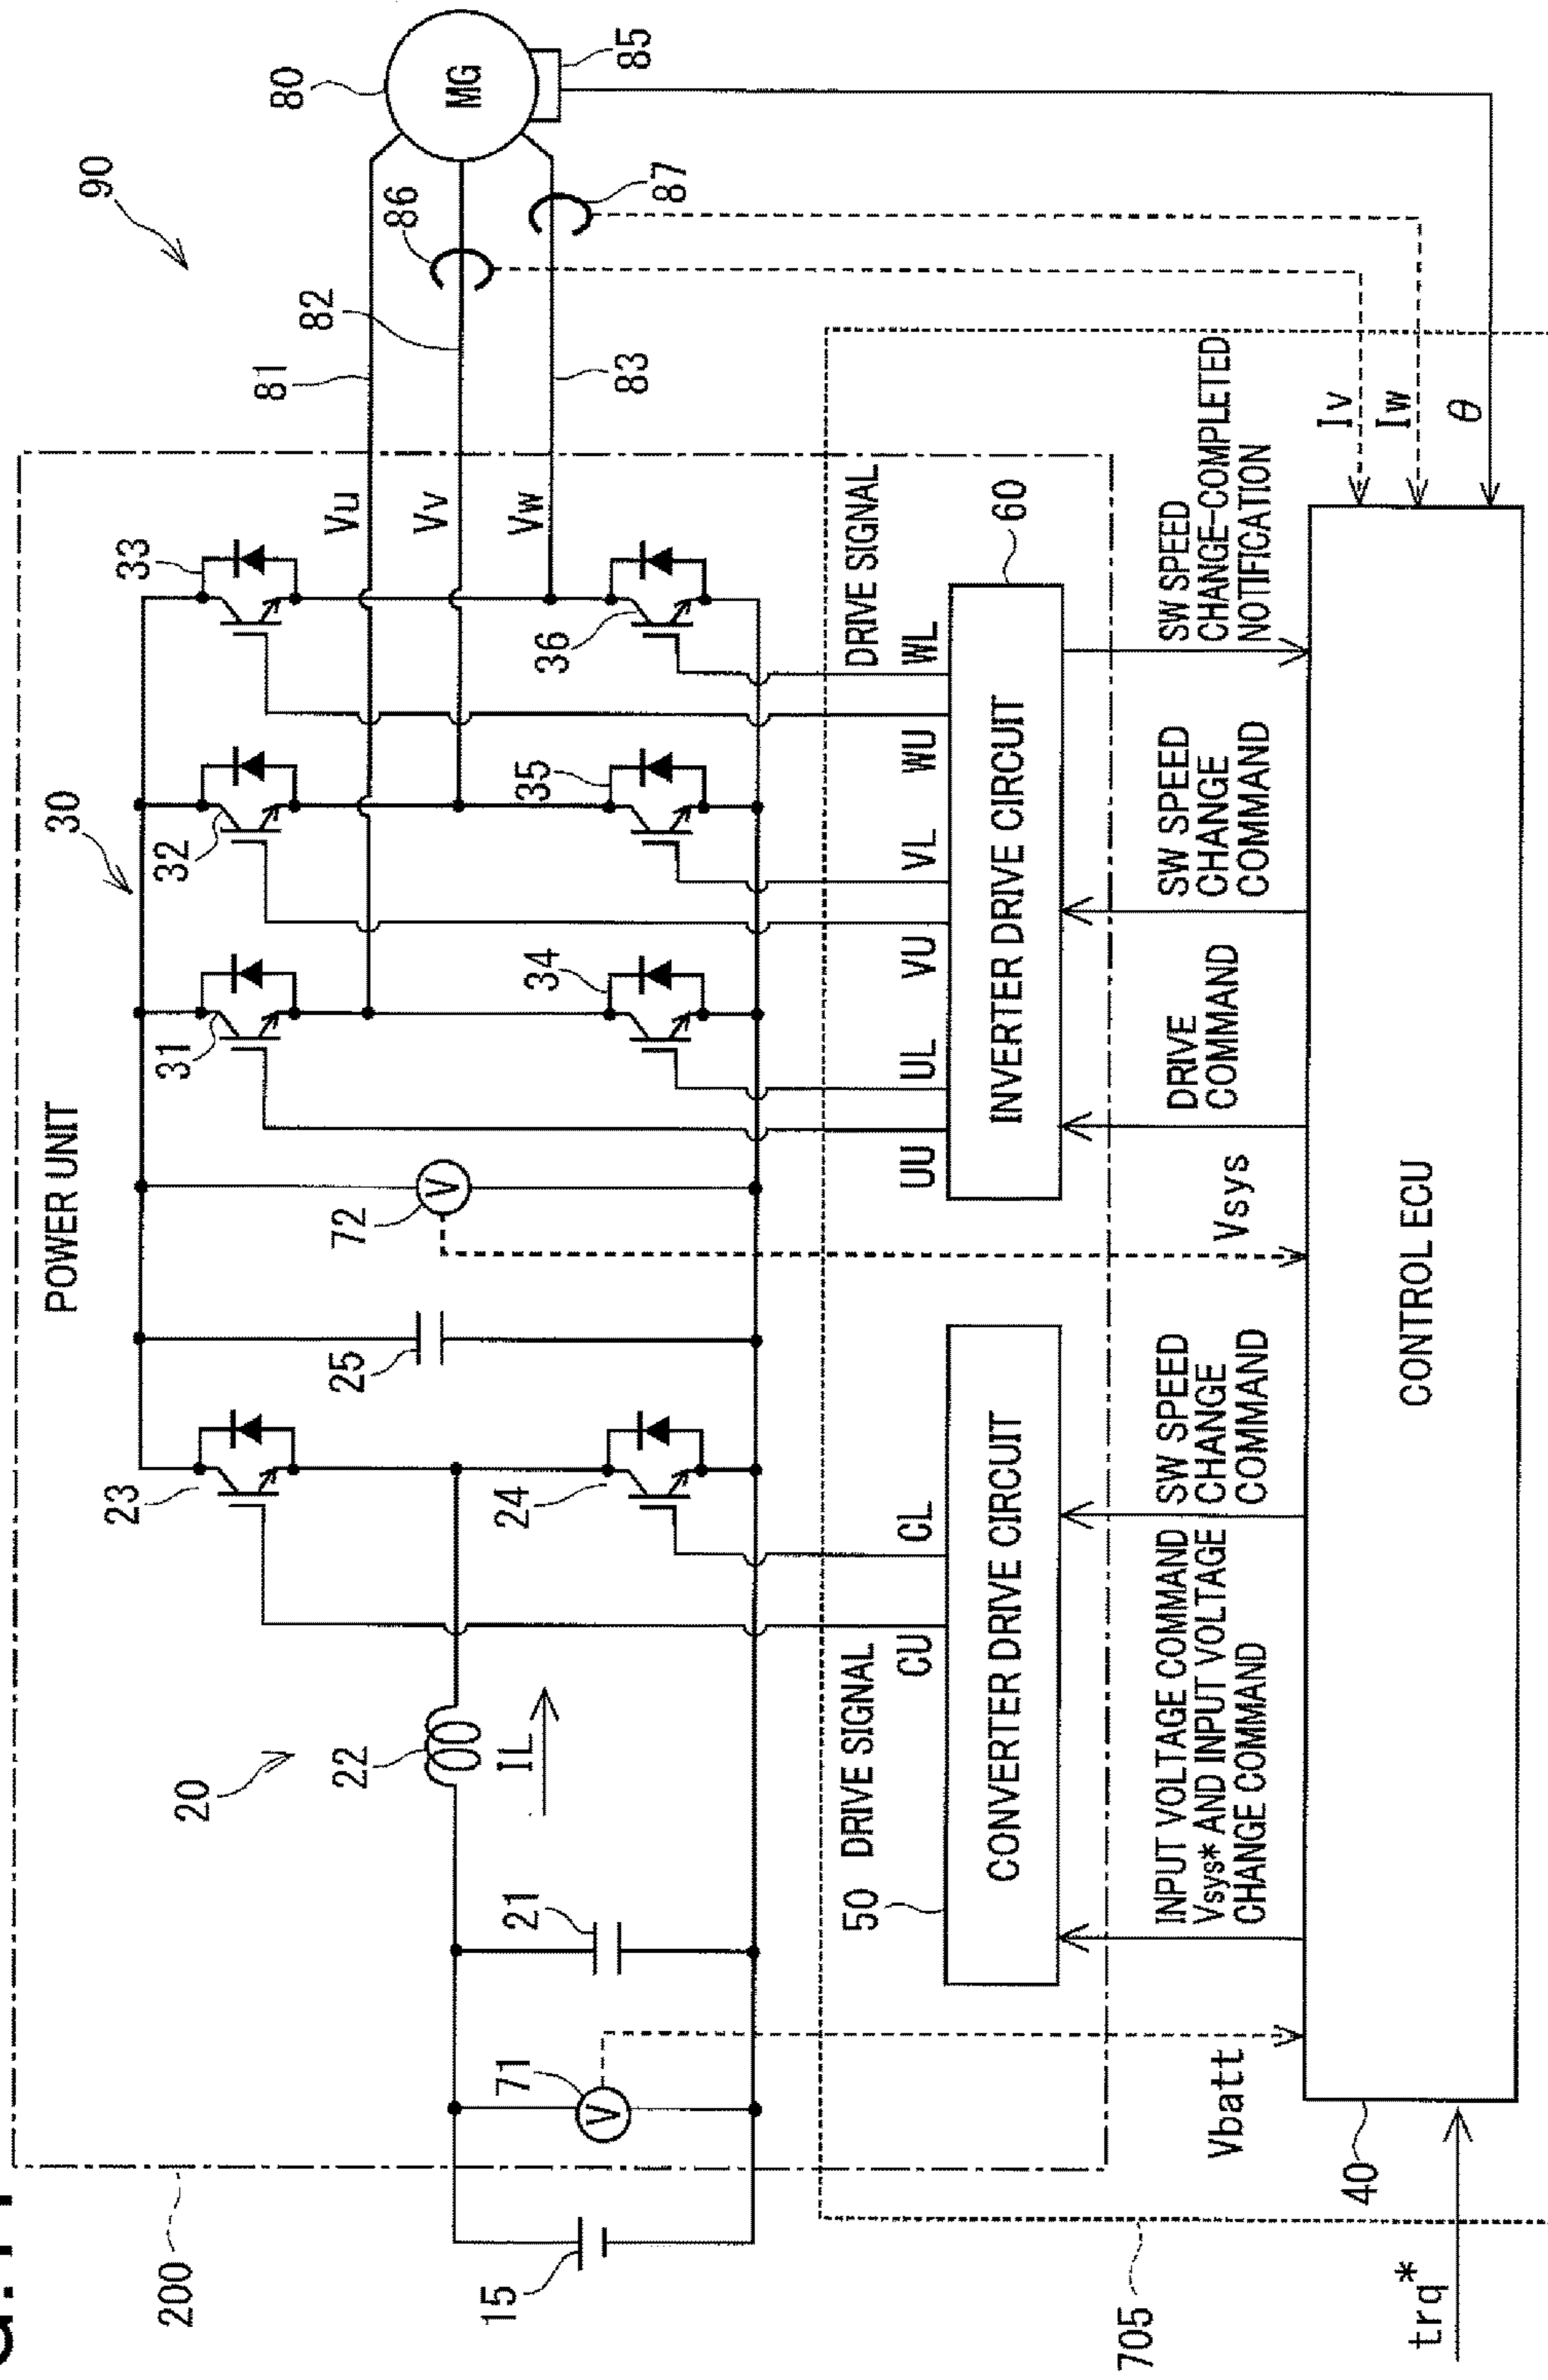 90
80
MG
85
86
87
81
82
83
200
POWER UNIT
30
20
33
32
31
23
Vu
Vv
Vw
36
35
34
24
72
V
25
22
IL
21
71
V
15
DRIVE SIGNAL
WL
WU
VL
VU
UL
UU
60
INVERTER DRIVE CIRCUIT
50
DRIVE SIGNAL
CU
CL
CONVERTER DRIVE CIRCUIT
INPUT VOLTAGE COMMAND
Vsys* AND INPUT VOLTAGE
CHANGE COMMAND
SW SPEED
CHANGE
COMMAND
Vsys
DRIVE
COMMAND
SW SPEED
CHANGE
COMMAND
SW SPEED
CHANGE-COMPLETED
NOTIFICATION
Iv
Iw
θ
Vbatt
40
CONTROL ECU
705
trq*